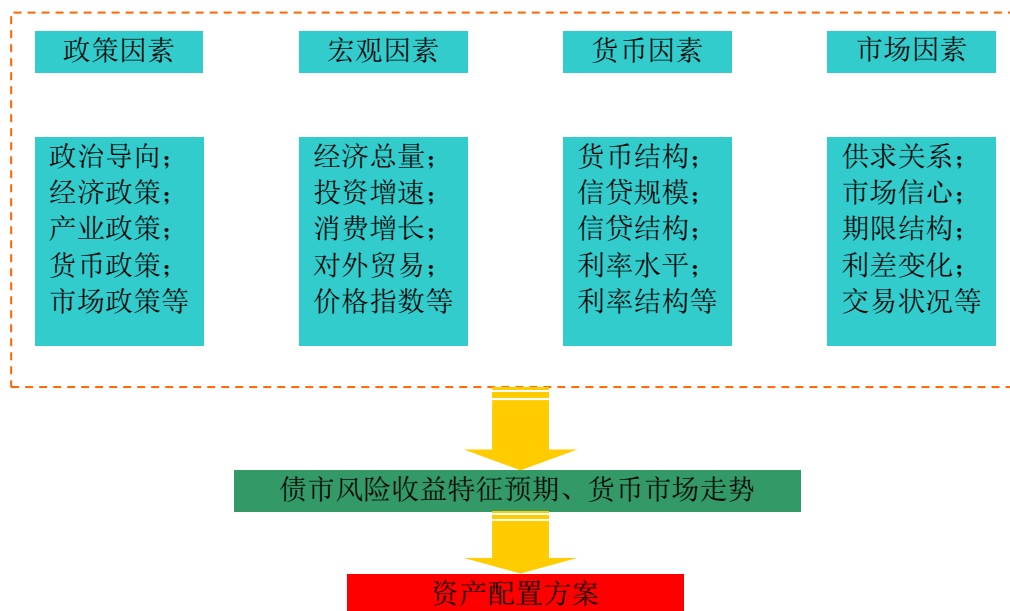 政策因素
宏观因素
货币因素
市场因素
政治导向；
经济政策；
产业政策；
货币政策；
市场政策等
经济总量；
投资增速；
消费增长；
对外贸易；
价格指数等
货币结构；
信贷规模；
信贷结构；
利率水平；
利率结构等
供求关系；
市场信心；
期限结构；
利差变化；
交易状况等
债市风险收益特征预期、货币市场走势
资产配置方案